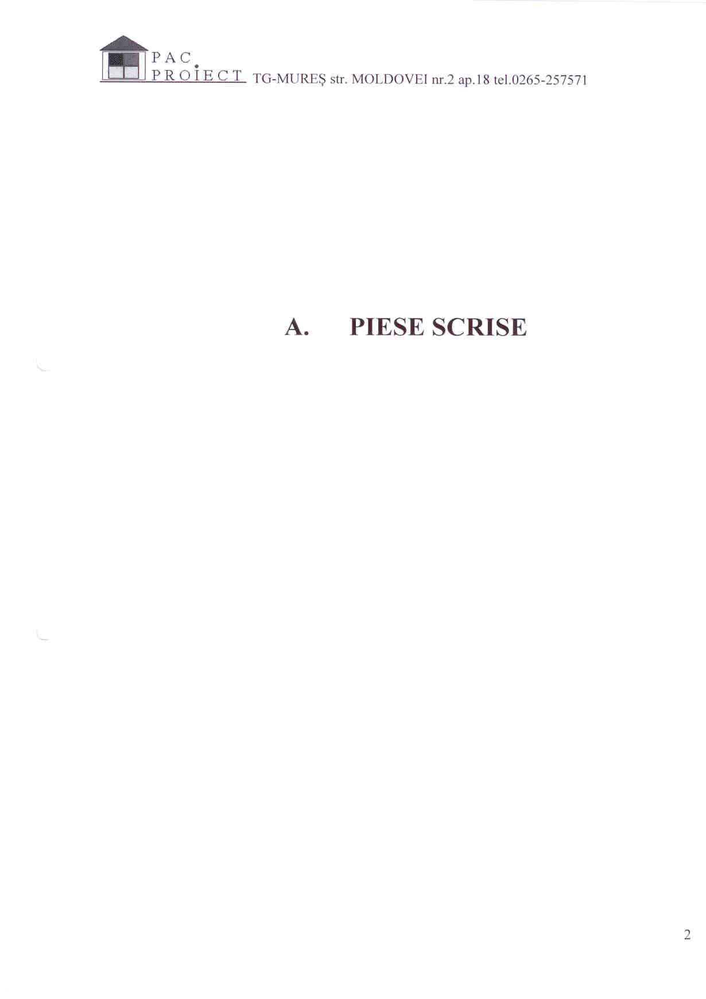 PAC
PROIECT TG-MUREŞ str. MOLDOVEI nr.2 ap.18 tel.0265-257571
A. PIESE SCRISE
2